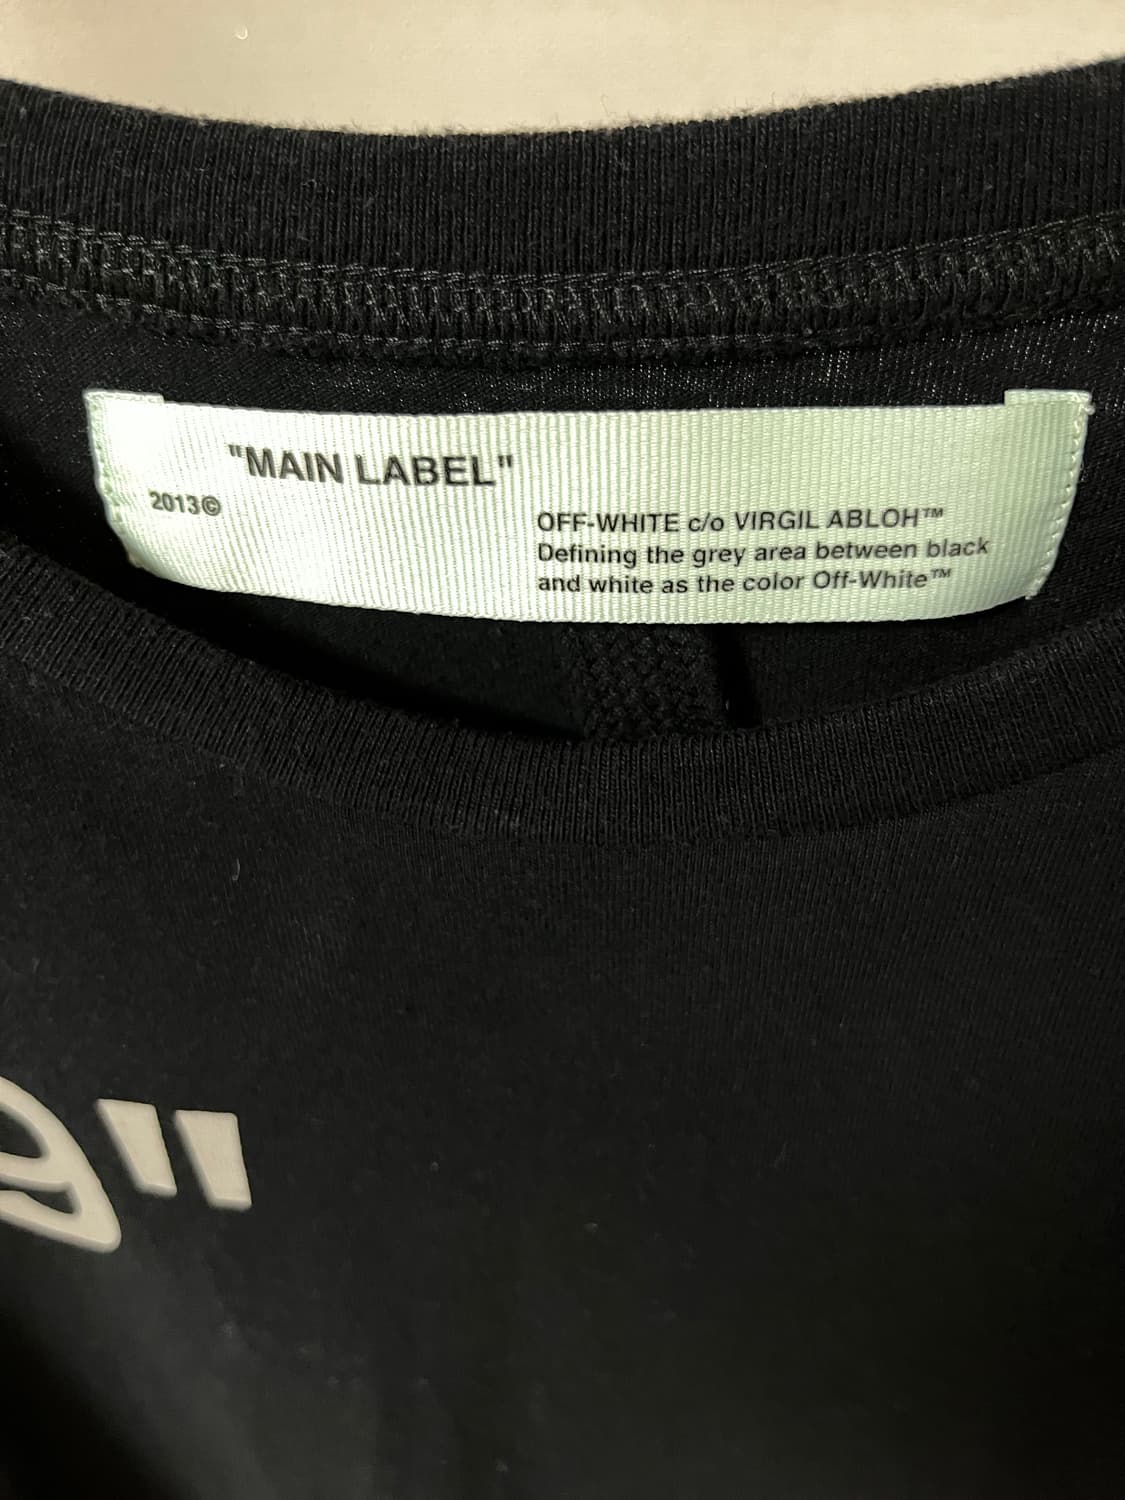 "MAIN LABEL"
2013©
OFF-WHITE c/o VIRGIL ABLOH™
Defining the grey area between black
and white as the color Off-White™
e"